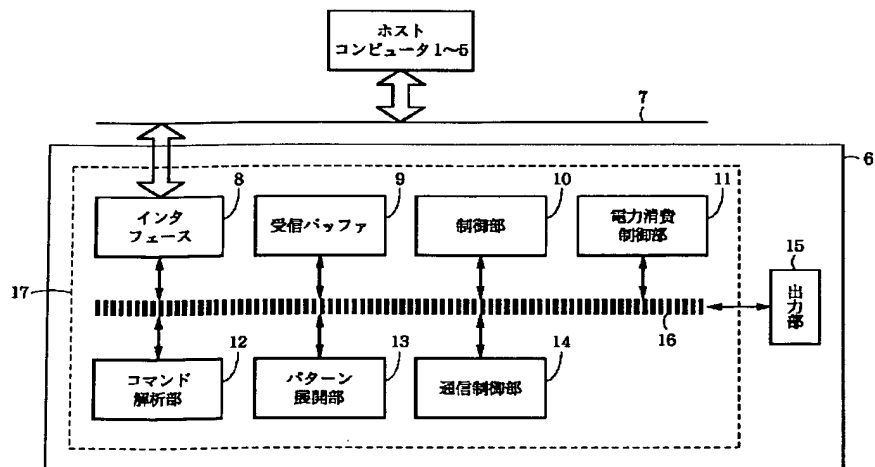 ホスト
コンピュータ1〜5
7
6
8
9
10
11
インタ
フェース
受信バッファ
制御部
電力消費
制御部
15
出力部
17
16
12
13
14
コマンド
解析部
パターン
展開部
通信制御部